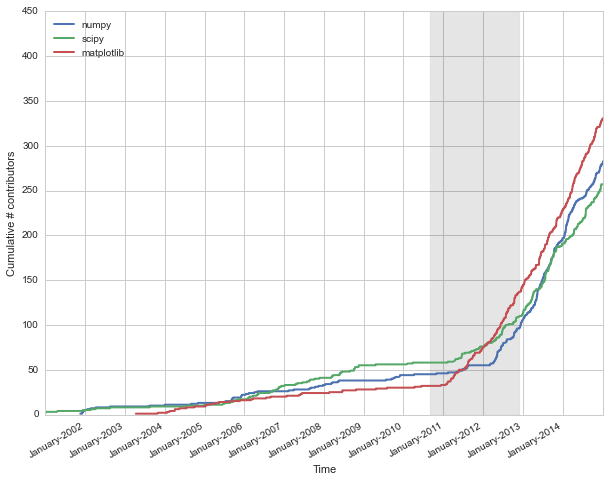 450
400
350
300
250
200
150
100
50
0
Cumulative # contributors
numpy
scipy
matplotlib
January-2002
January-2003
January-2004
January-2005
January-2006
January-2007
January-2008
January-2009
January-2010
January-2011
January-2012
January-2013
January-2014
Time